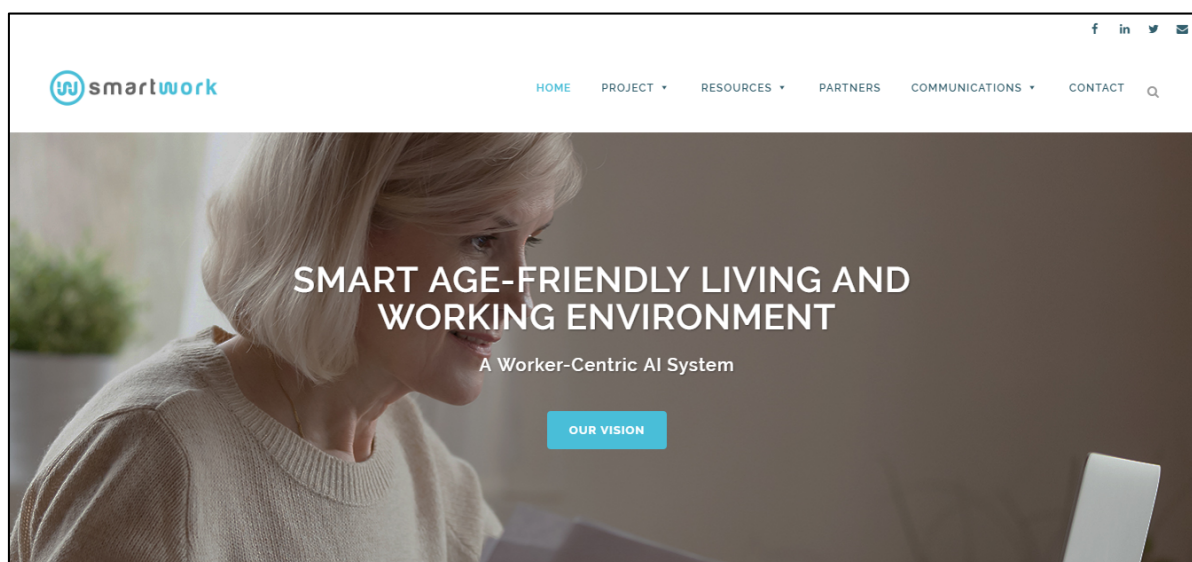 smartwork
HOME PROJECT RESOURCES PARTNERS COMMUNICATIONS CONTACT
SMART AGE-FRIENDLY LIVING AND
WORKING ENVIRONMENT
A Worker-Centric AI System
OUR VISION